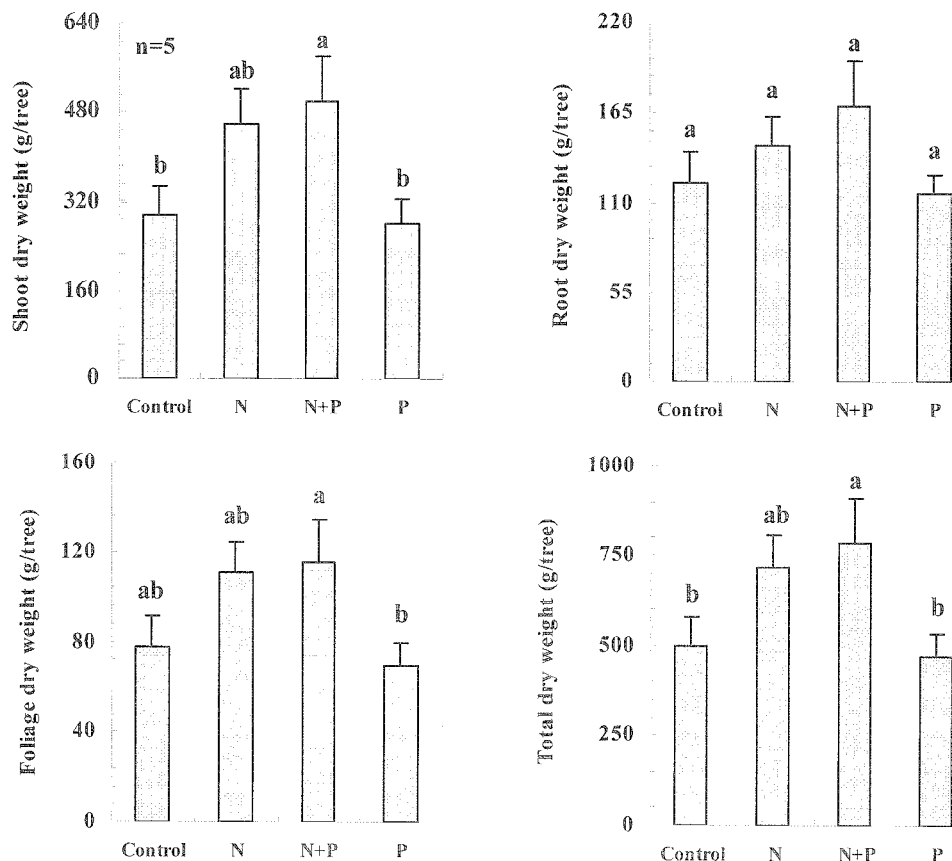 Shoot dry weight (g/tree)
640
480
320
160
0
n=5
b
ab
a
b
Control N N+P P
Root dry weight (g/tree)
220
165
110
55
0
a
a
a
a
Control N N+P P
Foliage dry weight (g/tree)
160
120
80
40
0
ab
ab
a
b
Control N N+P P
Total dry weight (g/tree)
1000
750
500
250
0
b
ab
a
b
Control N N+P P